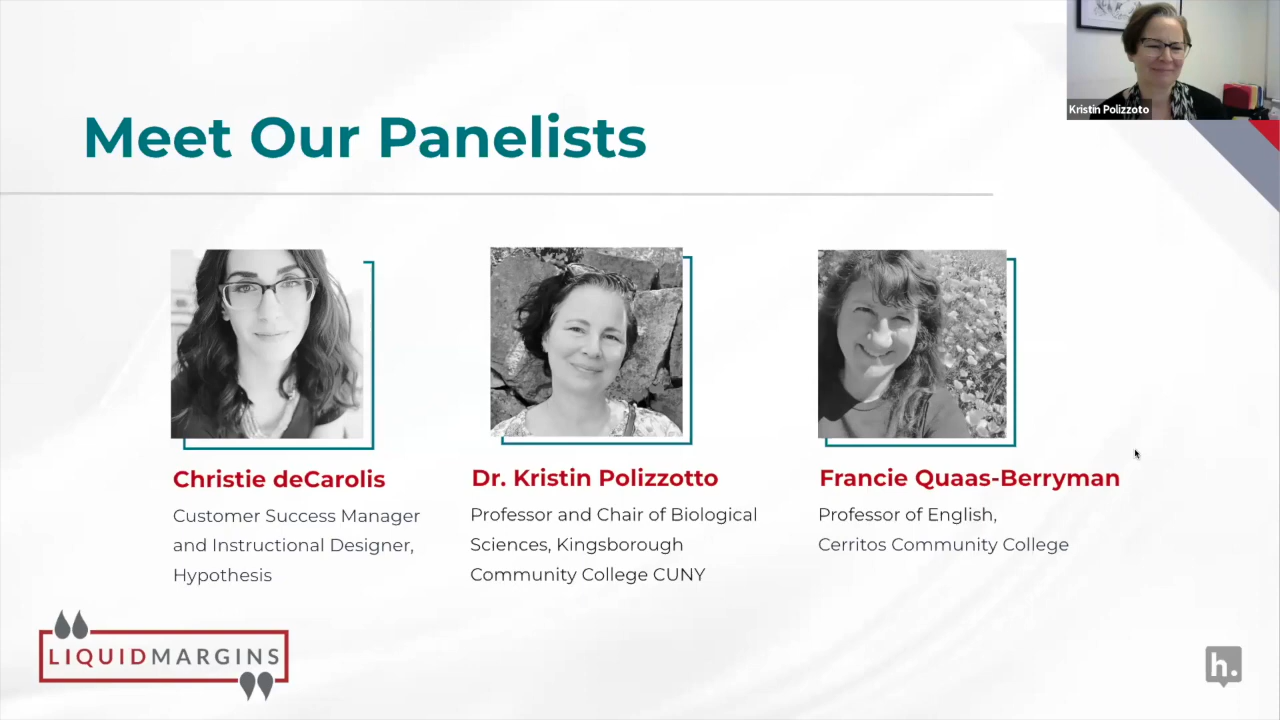 Kristin Polizzoto
Meet Our Panelists
Christie deCarolis
Customer Success Manager
and Instructional Designer,
Hypothesis
Dr. Kristin Polizzotto
Professor and Chair of Biological
Sciences, Kingsborough
Community College CUNY
Francie Quaas-Berryman
Professor of English,
Cerritos Community College
LIQUIDMARGINS
h.